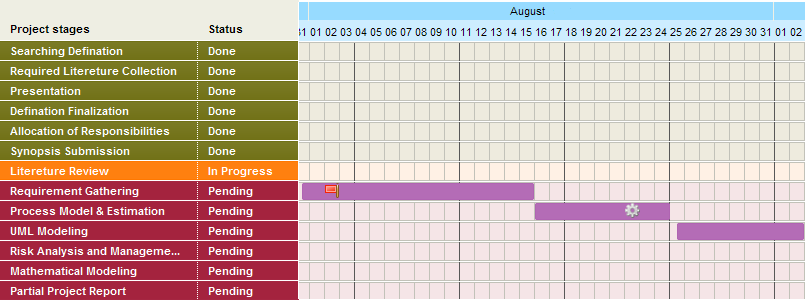 August
Project stages Status 31 01 02 03 04 05 06 07 08 09 10 11 12 13 14 15 16 17 18 19 20 21 22 23 24 25 26 27 28 29 30 31 01 02
Searching Defination Done
Required Litereture Collection Done
Presentation Done
Defination Finalization Done
Allocation of Responsibilities Done
Synopsis Submission Done
Litereture Review In Progress
Requirement Gathering Pending
Process Model & Estimation Pending
UML Modeling Pending
Risk Analysis and Manageme... Pending
Mathematical Modeling Pending
Partial Project Report Pending